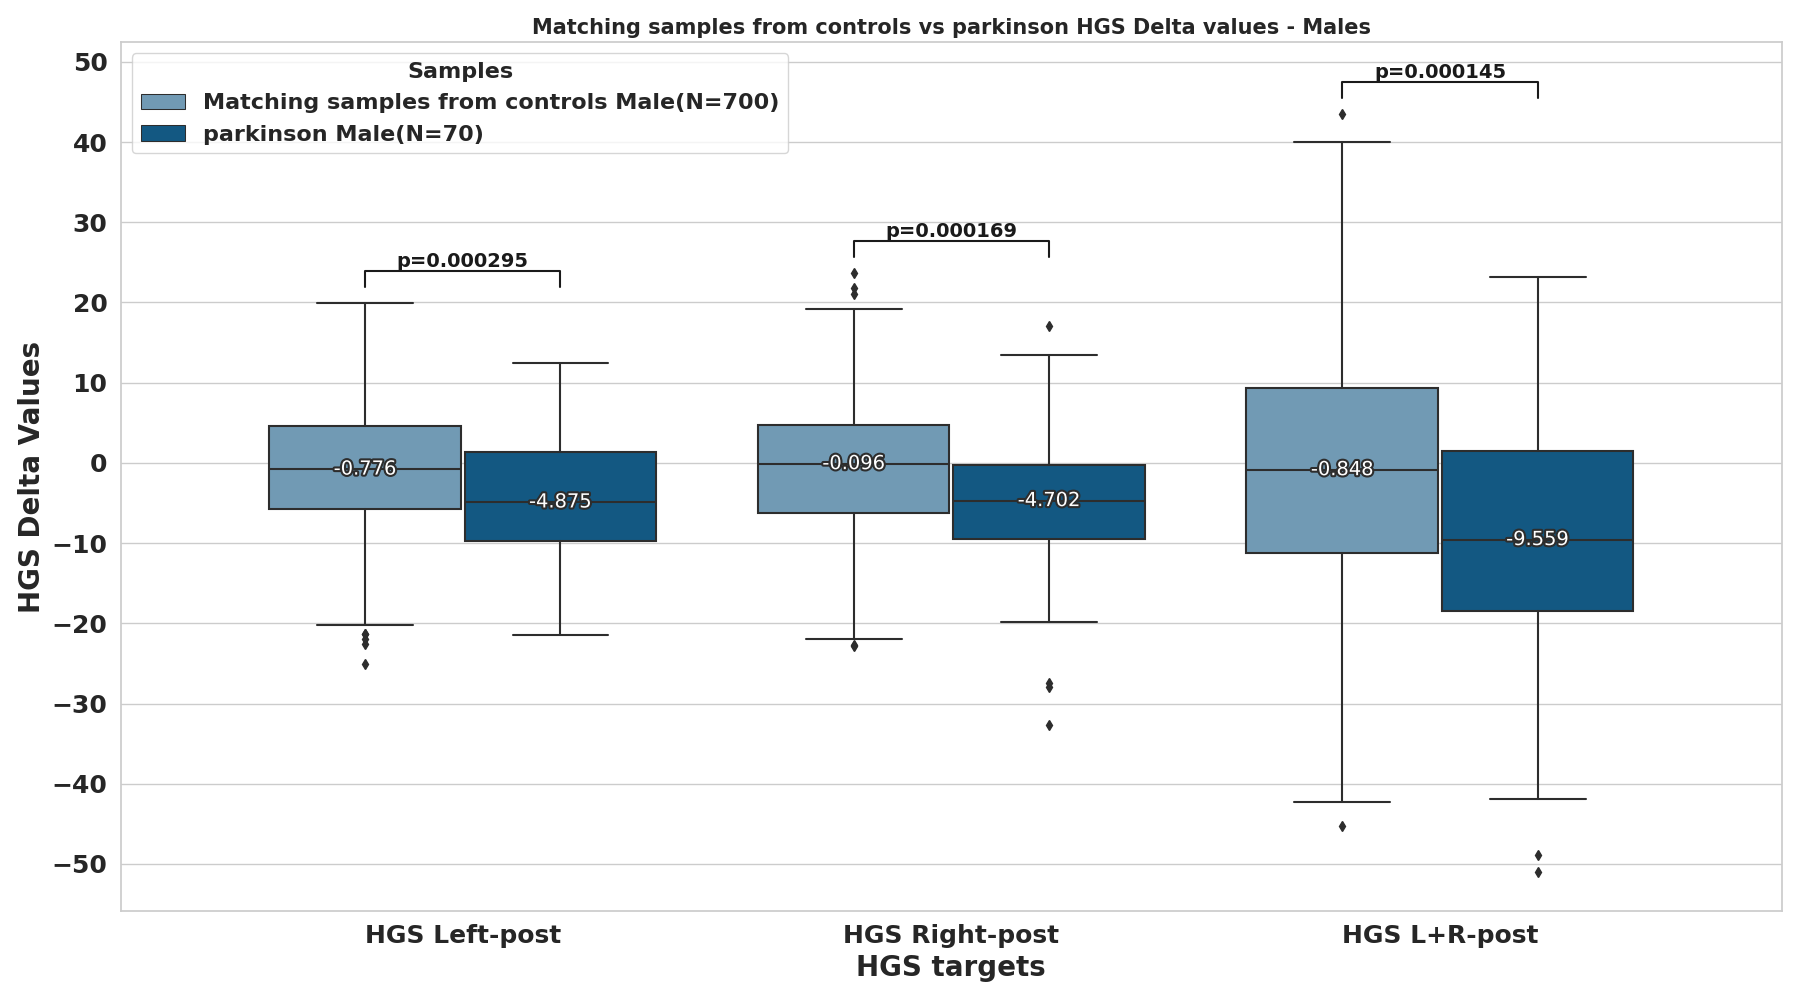 Matching samples from controls vs parkinson HGS Delta values - Males
Samples
Matching samples from controls Male(N=700)
parkinson Male(N=70)
HGS Delta Values
50
40
30
20
10
0
−10
−20
−30
−40
−50
p=0.000295
p=0.000169
p=0.000145
-0.776
-4.875
-0.096
-4.702
-0.848
-9.559
HGS Left-post
HGS Right-post
HGS L+R-post
HGS targets